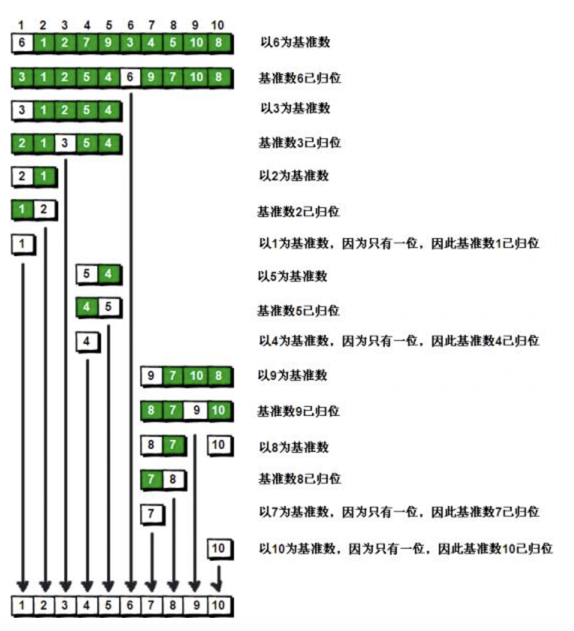 1 2 3 4 5 6 7 8 9 10
6 1 2 7 9 3 4 5 10 8 以6为基准数
3 1 2 5 4 6 9 7 10 8 基准数6已归位
3 1 2 5 4 以3为基准数
2 1 3 5 4 基准数3已归位
2 1 以2为基准数
1 2 基准数2已归位
1 以1为基准数，因为只有一位，因此基准数1已归位
5 4 以5为基准数
4 5 基准数5已归位
4 以4为基准数，因为只有一位，因此基准数4已归位
9 7 10 8 以9为基准数
8 7 9 10 基准数9已归位
8 7 10 以8为基准数
7 8 基准数8已归位
7 以7为基准数，因为只有一位，因此基准数7已归位
10 以10为基准数，因为只有一位，因此基准数10已归位
1 2 3 4 5 6 7 8 9 10